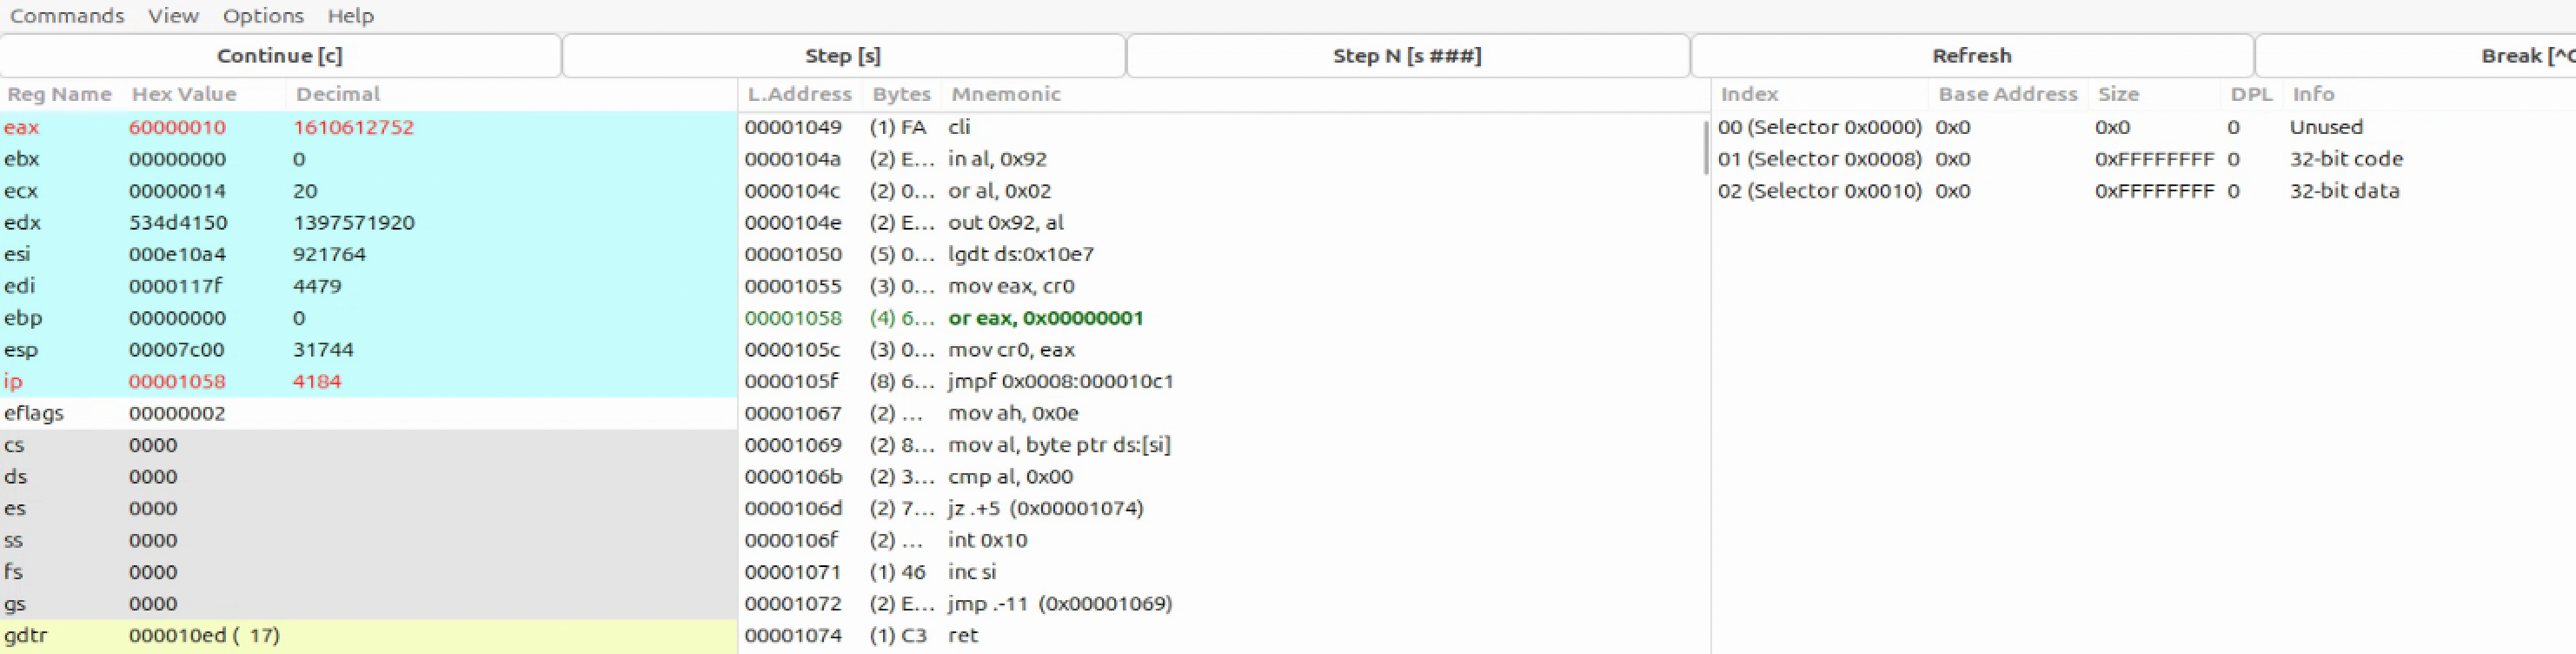 Commands View Options Help
Continue [c] Step [s] Step N [s ###] Refresh Break [^C
Reg Name Hex Value Decimal L.Address Bytes Mnemonic Index Base Address Size DPL Info
eax 60000010 1610612752 00001049 (1) FA cli 00 (Selector 0x0000) 0x0 0x0 0 Unused
ebx 00000000 0 0000104a (2) E... in al, 0x92 01 (Selector 0x0008) 0x0 0xFFFFFFFF 0 32-bit code
ecx 00000014 20 0000104c (2) 0... or al, 0x02 02 (Selector 0x0010) 0x0 0xFFFFFFFF 0 32-bit data
edx 534d4150 1397571920 0000104e (2) E... out 0x92, al
esi 000e10a4 921764 00001050 (5) 0... lgdt ds:0x10e7
edi 0000117f 4479 00001055 (3) 0... mov eax, cr0
ebp 00000000 0 00001058 (4) 6... or eax, 0x00000001
esp 00007c00 31744 0000105c (3) 0... mov cr0, eax
ip 00001058 4184 0000105f (8) 6... jmpf 0x0008:000010c1
eflags 00000002 00001067 (2) ... mov ah, 0x0e
cs 0000 00001069 (2) 8... mov al, byte ptr ds:[si]
ds 0000 0000106b (2) 3... cmp al, 0x00
es 0000 0000106d (2) 7... jz .+5 (0x00001074)
ss 0000 0000106f (2) ... int 0x10
fs 0000 00001071 (1) 46 inc si
gs 0000 00001072 (2) E... jmp .-11 (0x00001069)
gdtr 000010ed ( 17) 00001074 (1) C3 ret